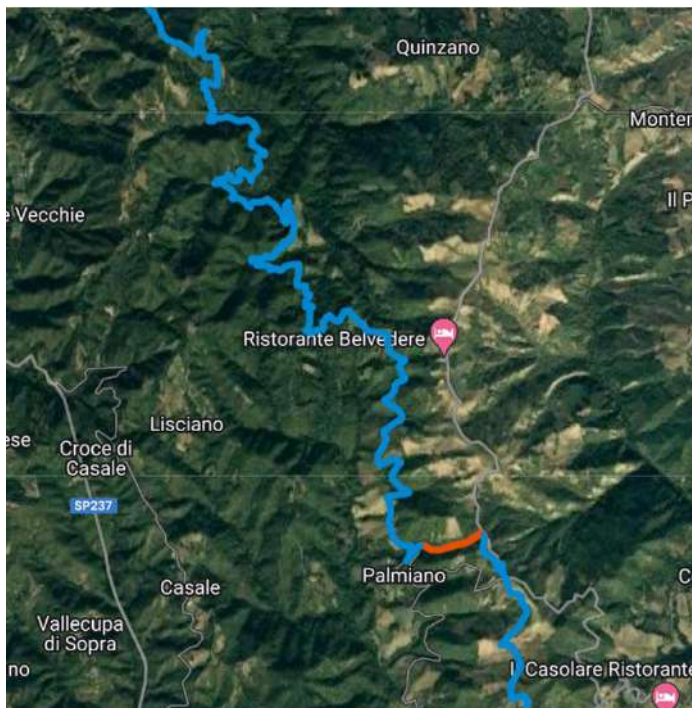 Quinzano
Monter
Il P
e Vecchie
Ristorante Belvedere
Lisciano
ese
Croce di
Casale
SP237
Palmiano
C
Casale
Vallecupa
di Sopra
no
Casolare Ristorante